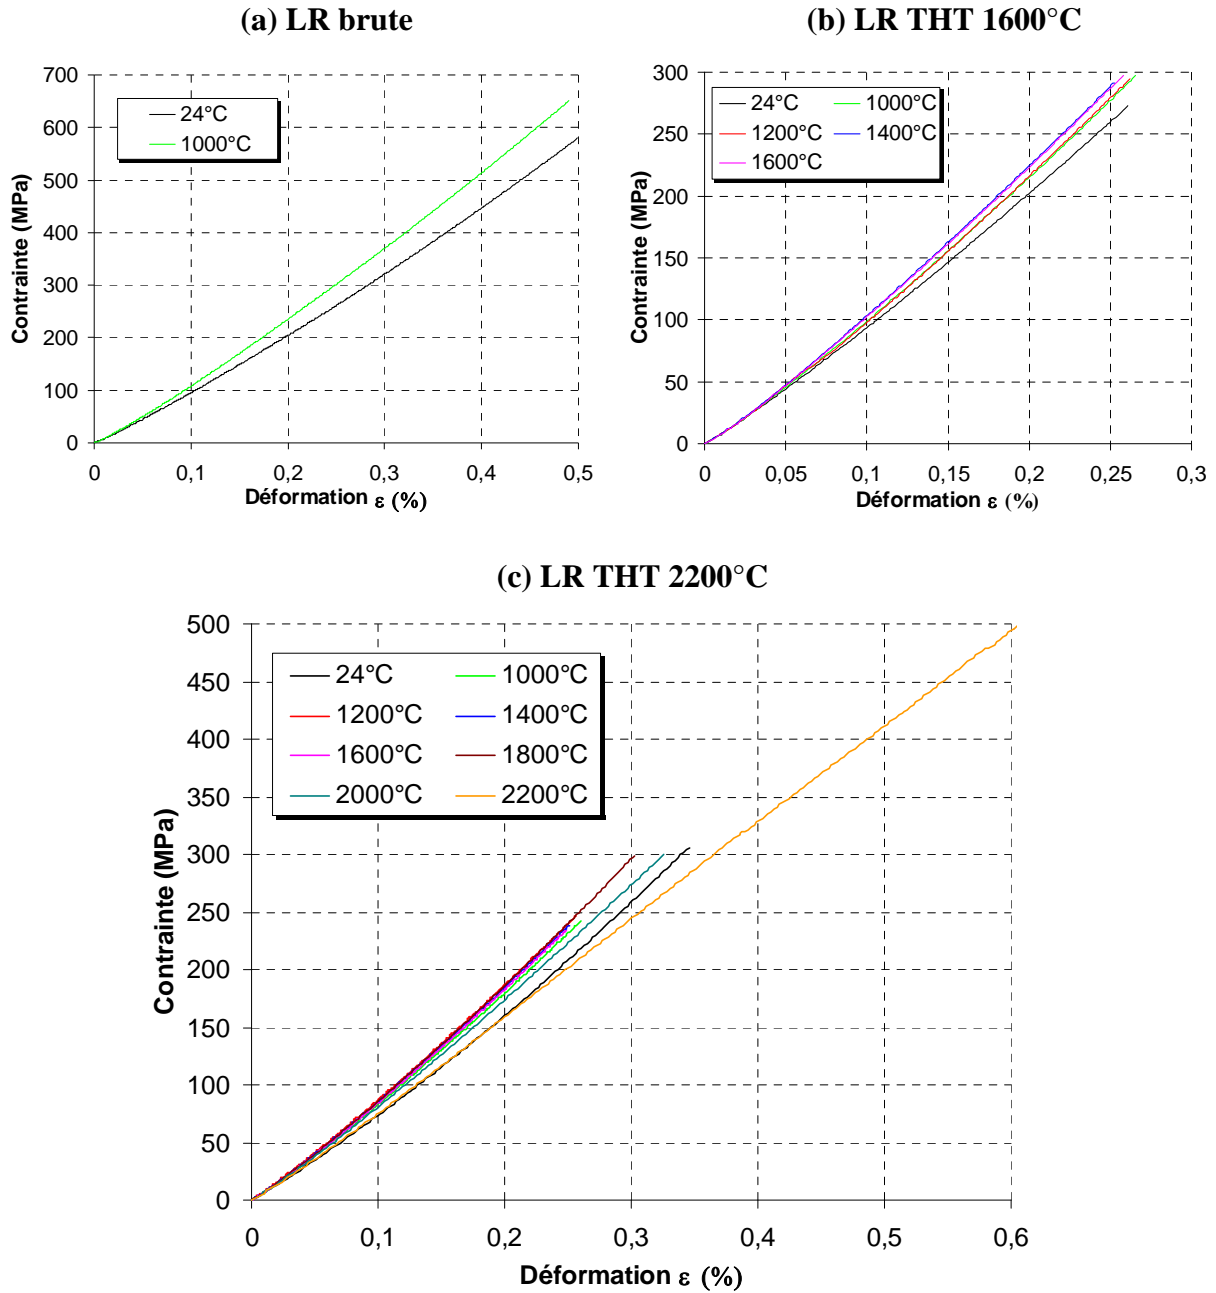 (a) LR brute
700
600
500
400
300
200
100
0
Contrainte (MPa)
24°C
1000°C
0 0,1 0,2 0,3 0,4 0,5
Déformation ε (%)
(b) LR THT 1600°C
300
250
200
150
100
50
0
Contrainte (MPa)
24°C 1000°C
1200°C 1400°C
1600°C
0 0,05 0,1 0,15 0,2 0,25 0,3
Déformation ε (%)
(c) LR THT 2200°C
500
450
400
350
300
250
200
150
100
50
0
Contrainte (MPa)
24°C 1000°C
1200°C 1400°C
1600°C 1800°C
2000°C 2200°C
0 0,1 0,2 0,3 0,4 0,5 0,6
Déformation ε (%)